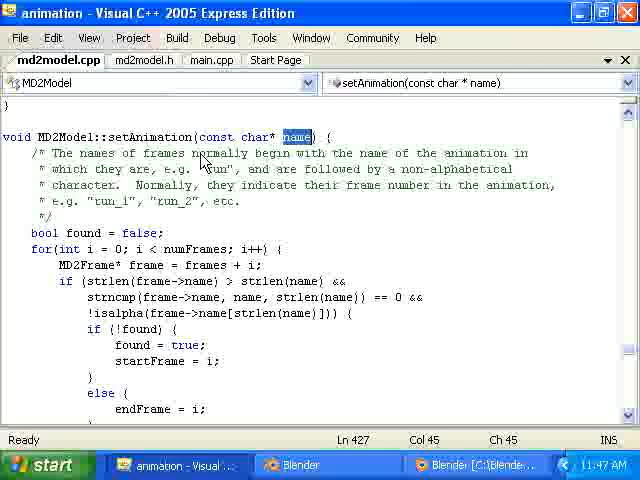 animation - Visual C++ 2005 Express Edition
File Edit View Project Build Debug Tools Window Community Help
md2model.cpp md2model.h main.cpp Start Page
MD2Model setAnimation(const char * name)
}
void MD2Model::setAnimation(const char* name) {
/* The names of frames normally begin with the name of the animation in
* which they are, e.g. "run", and are followed by a non-alphabetical
* character.  Normally, they indicate their frame number in the animation,
* e.g. "run_1", "run_2", etc.
*/
bool found = false;
for(int i = 0; i < numFrames; i++) {
MD2Frame* frame = frames + i;
if (strlen(frame->name) > strlen(name) &&
strncmp(frame->name, name, strlen(name)) == 0 &&
!isalpha(frame->name[strlen(name)])) {
if (!found) {
found = true;
startFrame = i;
}
else {
endFrame = i;
Ready Ln 427 Col 45 Ch 45 INS
start animation - Visual ... Blender Blender [C:\Blende... 11:47 AM